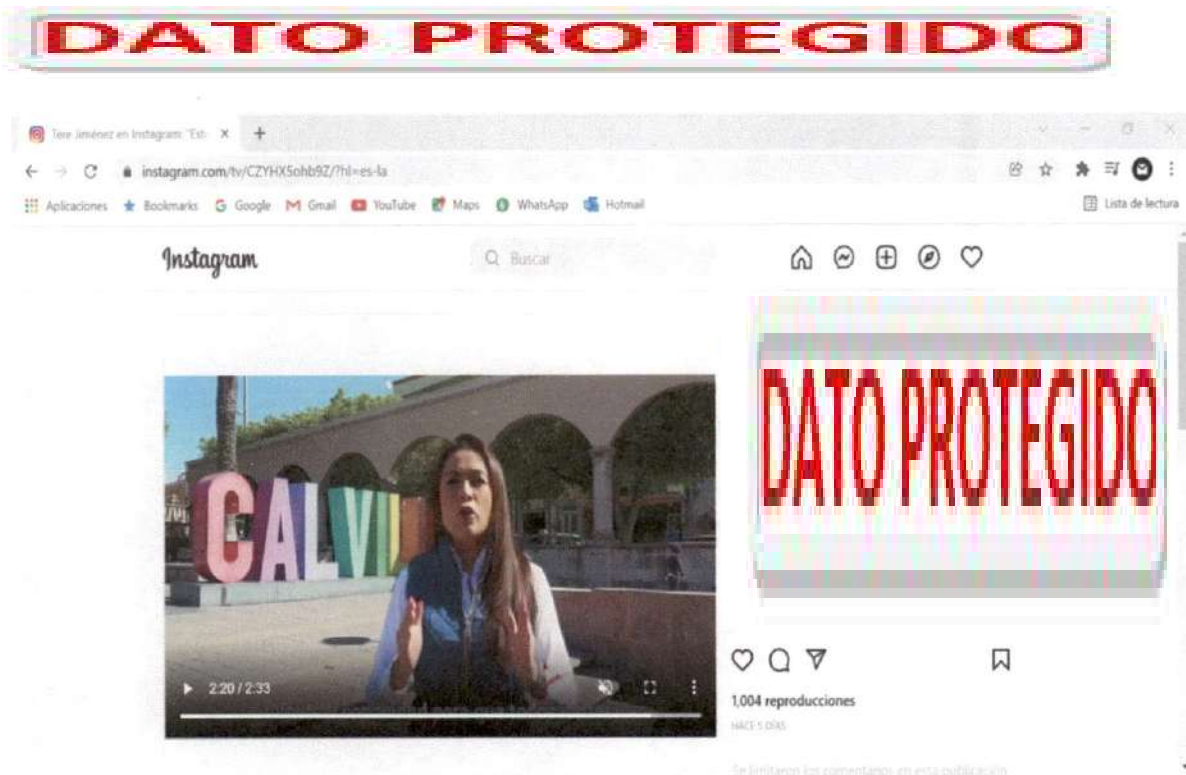 DATO PROTEGIDO
Tere Jiménez en Instagram: "Est
instagram.com/tv/CZYHX5ohb9Z/?hl=es-la
Aplicaciones Bookmarks Google Gmail YouTube Maps WhatsApp Hotmail Lista de lectura
Instagram Buscar
DATO PROTEGIDO
CALVIL
2:20 / 2:33
1,004 reproducciones
HACE 5 DÍAS
Se limitaron los comentarios en esta publicación